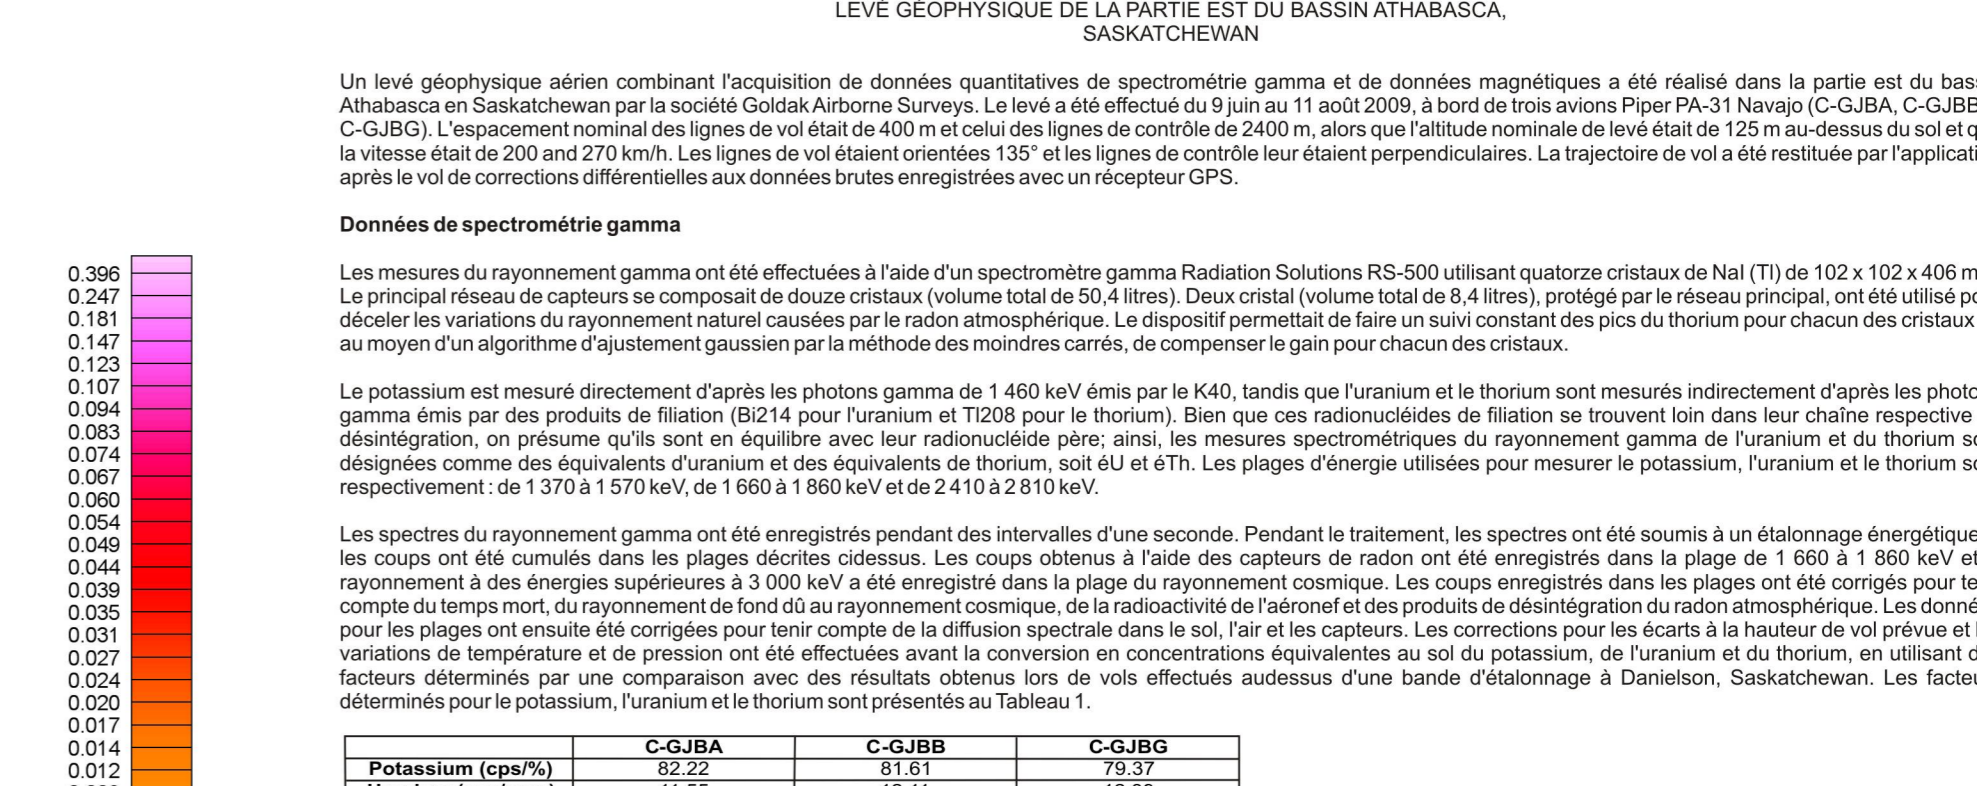 LEVÉ GÉOPHYSIQUE DE LA PARTIE EST DU BASSIN ATHABASCA,
SASKATCHEWAN
Un levé géophysique aérien combinant l'acquisition de données quantitatives de spectrométrie gamma et de données magnétiques a été réalisé dans la partie est du bass
Athabasca en Saskatchewan par la société Goldak Airborne Surveys. Le levé a été effectué du 9 juin au 11 août 2009, à bord de trois avions Piper PA-31 Navajo (C-GJBA, C-GJBB
C-GJBG). L'espacement nominal des lignes de vol était de 400 m et celui des lignes de contrôle de 2400 m, alors que l'altitude nominale de levé était de 125 m au-dessus du sol et q
la vitesse était de 200 and 270 km/h. Les lignes de vol étaient orientées 135° et les lignes de contrôle leur étaient perpendiculaires. La trajectoire de vol a été restituée par l'applicati
après le vol de corrections différentielles aux données brutes enregistrées avec un récepteur GPS.
Données de spectrométrie gamma
Les mesures du rayonnement gamma ont été effectuées à l'aide d'un spectromètre gamma Radiation Solutions RS-500 utilisant quatorze cristaux de NaI (Tl) de 102 x 102 x 406 m
Le principal réseau de capteurs se composait de douze cristaux (volume total de 50,4 litres). Deux cristal (volume total de 8,4 litres), protégé par le réseau principal, ont été utilisé po
déceler les variations du rayonnement naturel causées par le radon atmosphérique. Le dispositif permettait de faire un suivi constant des pics du thorium pour chacun des cristaux
au moyen d'un algorithme d'ajustement gaussien par la méthode des moindres carrés, de compenser le gain pour chacun des cristaux.
Le potassium est mesuré directement d'après les photons gamma de 1 460 keV émis par le K40, tandis que l'uranium et le thorium sont mesurés indirectement d'après les photo
gamma émis par des produits de filiation (Bi214 pour l'uranium et Tl208 pour le thorium). Bien que ces radionucléides de filiation se trouvent loin dans leur chaîne respective
désintégration, on présume qu'ils sont en équilibre avec leur radionucléide père; ainsi, les mesures spectrométriques du rayonnement gamma de l'uranium et du thorium so
désignées comme des équivalents d'uranium et des équivalents de thorium, soit éU et éTh. Les plages d'énergie utilisées pour mesurer le potassium, l'uranium et le thorium so
respectivement : de 1 370 à 1 570 keV, de 1 660 à 1 860 keV et de 2 410 à 2 810 keV.
Les spectres du rayonnement gamma ont été enregistrés pendant des intervalles d'une seconde. Pendant le traitement, les spectres ont été soumis à un étalonnage énergétique
les coups ont été cumulés dans les plages décrites cidessus. Les coups obtenus à l'aide des capteurs de radon ont été enregistrés dans la plage de 1 660 à 1 860 keV et
rayonnement à des énergies supérieures à 3 000 keV a été enregistré dans la plage du rayonnement cosmique. Les coups enregistrés dans les plages ont été corrigés pour te
compte du temps mort, du rayonnement de fond dû au rayonnement cosmique, de la radioactivité de l'aéronef et des produits de désintégration du radon atmosphérique. Les donné
pour les plages ont ensuite été corrigées pour tenir compte de la diffusion spectrale dans le sol, l'air et les capteurs. Les corrections pour les écarts à la hauteur de vol prévue et l
variations de température et de pression ont été effectuées avant la conversion en concentrations équivalentes au sol du potassium, de l'uranium et du thorium, en utilisant d
facteurs déterminés par une comparaison avec des résultats obtenus lors de vols effectués audessus d'une bande d'étalonnage à Danielson, Saskatchewan. Les facteu
déterminés pour le potassium, l'uranium et le thorium sont présentés au Tableau 1.
C-GJBA C-GJBB C-GJBG
Potassium (cps/%) 82.22 81.61 79.37
0.396
0.247
0.181
0.147
0.123
0.107
0.094
0.083
0.074
0.067
0.060
0.054
0.049
0.044
0.039
0.035
0.031
0.027
0.024
0.020
0.017
0.014
0.012